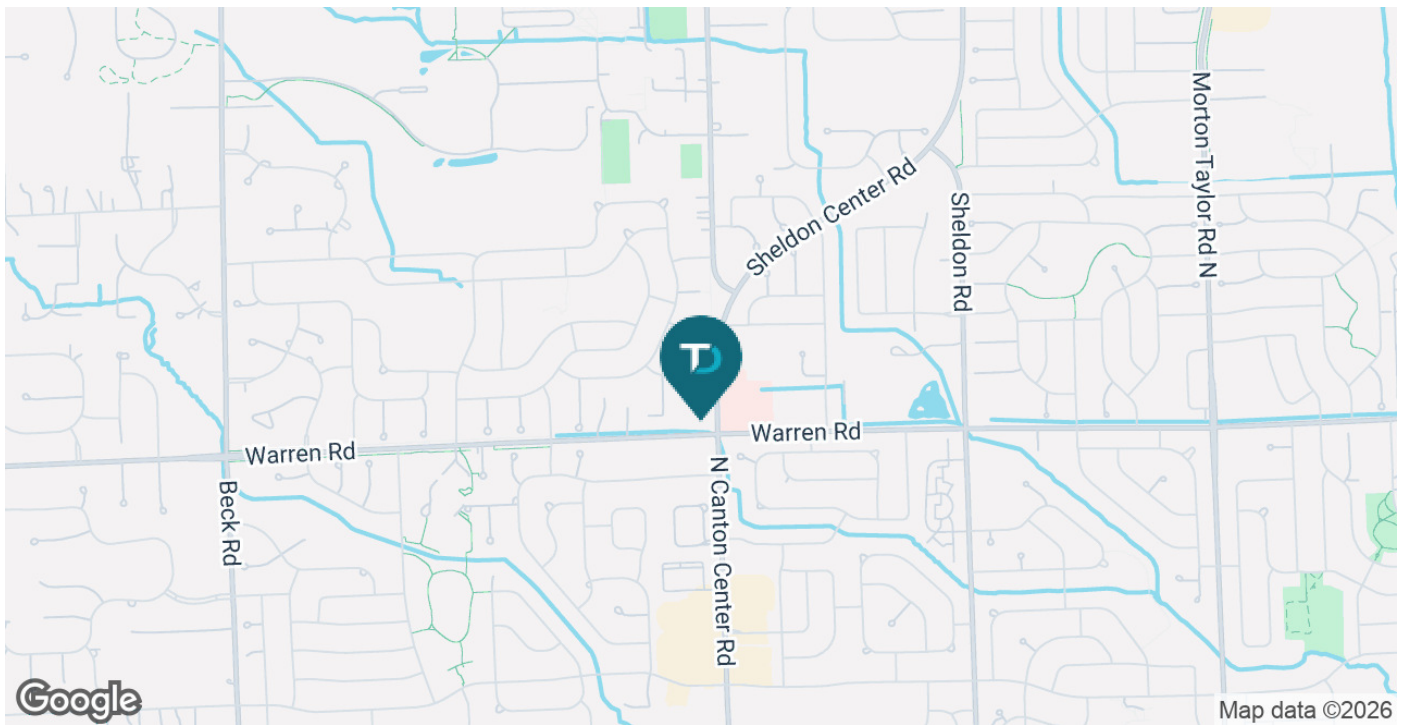 Morton Taylor Rd N
Sheldon Center Rd
Sheldon Rd
TD
Warren Rd
Warren Rd
Beck Rd
N Canton Center Rd
Google
Map data ©2026